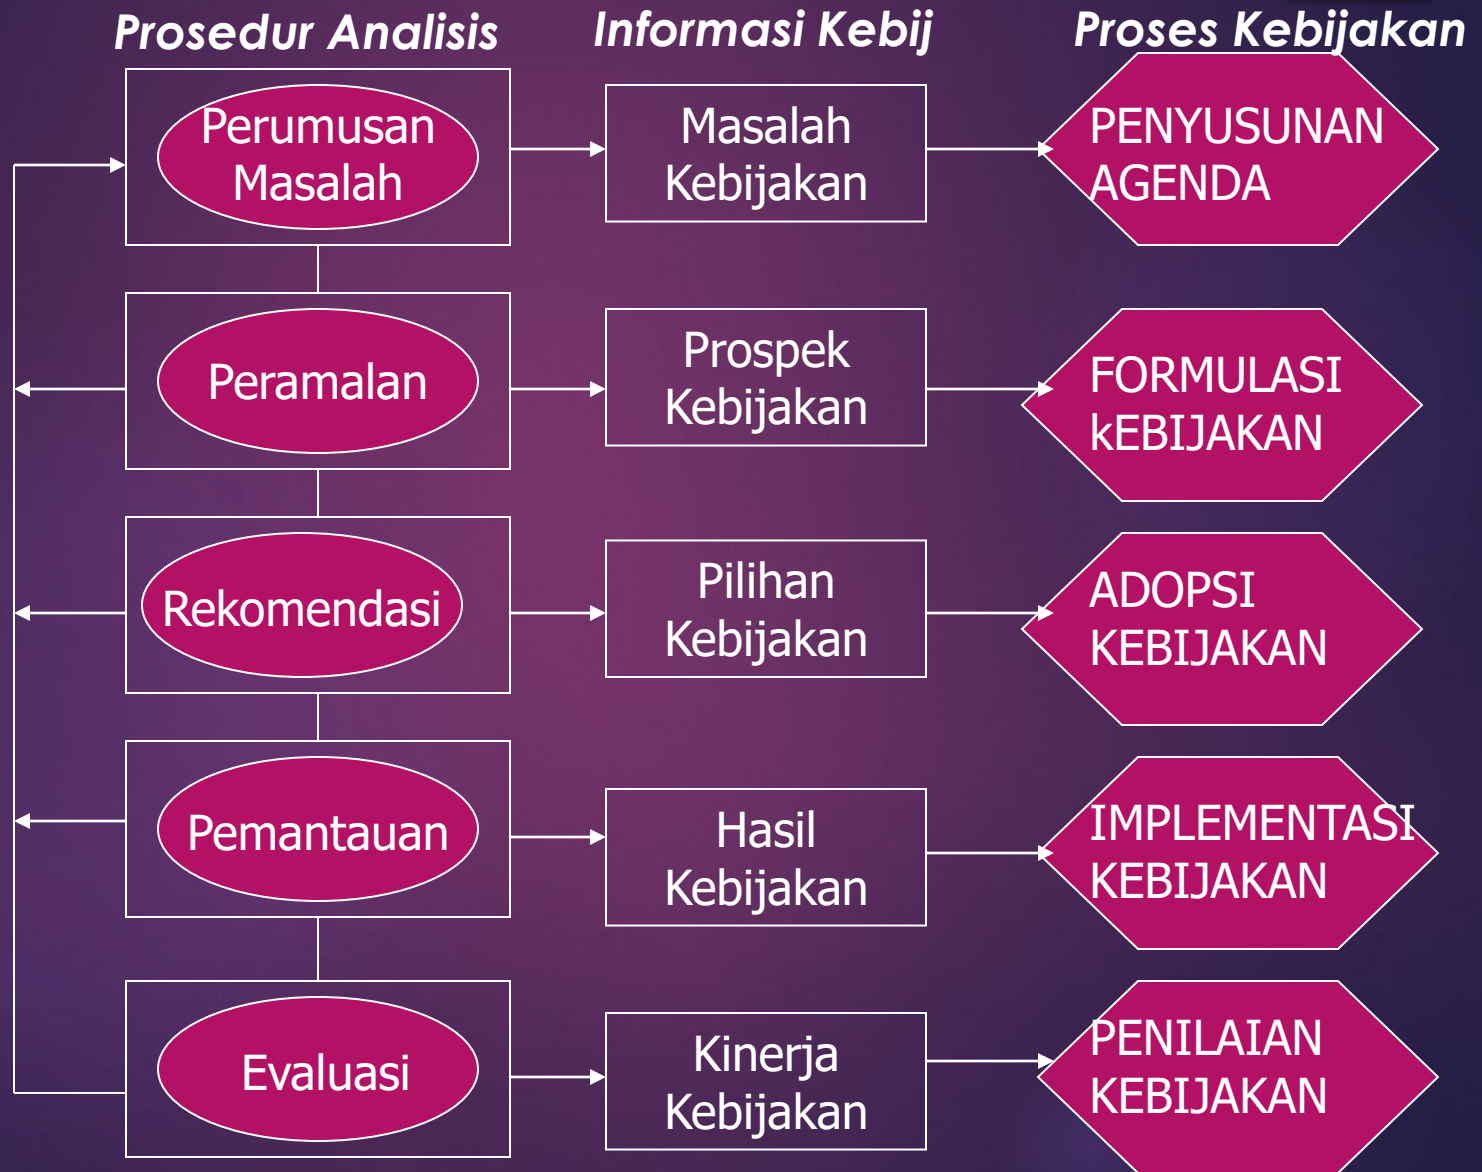 Prosedur Analisis
Informasi Kebij
Proses Kebijakan
Perumusan
Masalah
Masalah
Kebijakan
PENYUSUNAN
AGENDA
Peramalan
Prospek
Kebijakan
FORMULASI
kEBIJAKAN
Rekomendasi
Pilihan
Kebijakan
ADOPSI
KEBIJAKAN
Pemantauan
Hasil
Kebijakan
IMPLEMENTASI
KEBIJAKAN
Evaluasi
Kinerja
Kebijakan
PENILAIAN
KEBIJAKAN